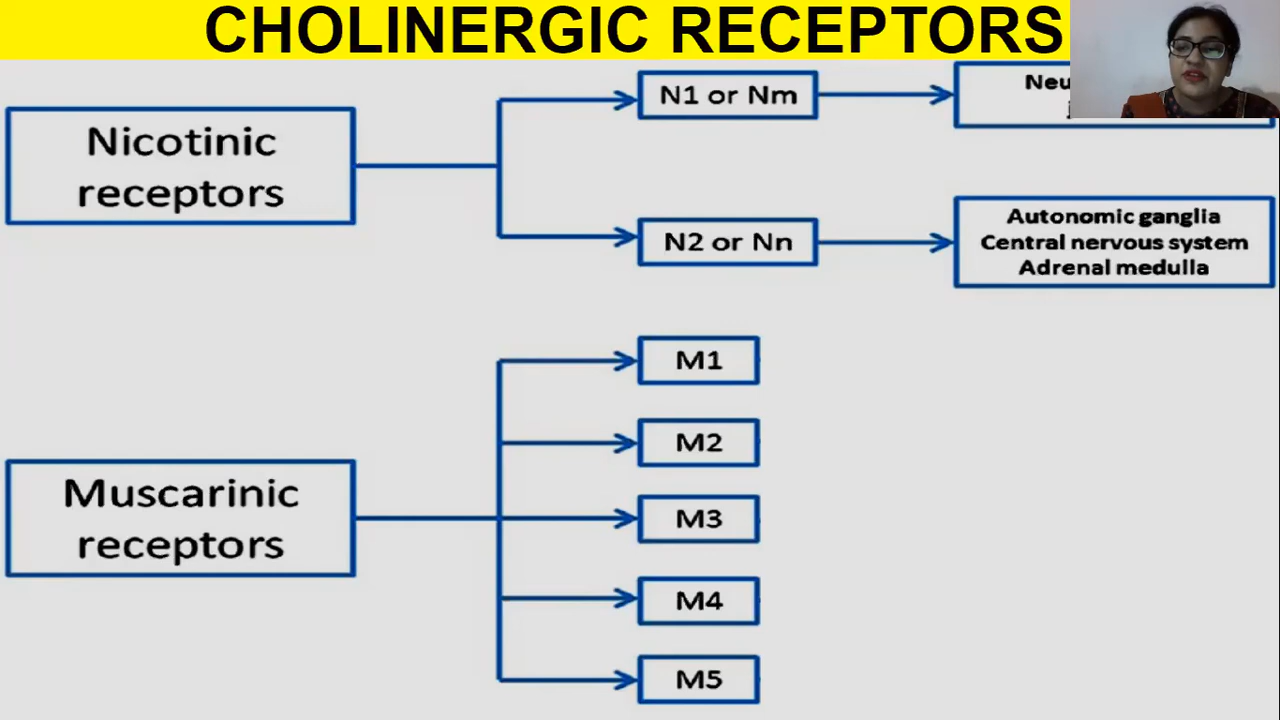 CHOLINERGIC RECEPTORS
N1 or Nm
Nicotinic
receptors
N2 or Nn
Autonomic ganglia
Central nervous system
Adrenal medulla
M1
M2
Muscarinic
receptors
M3
M4
M5